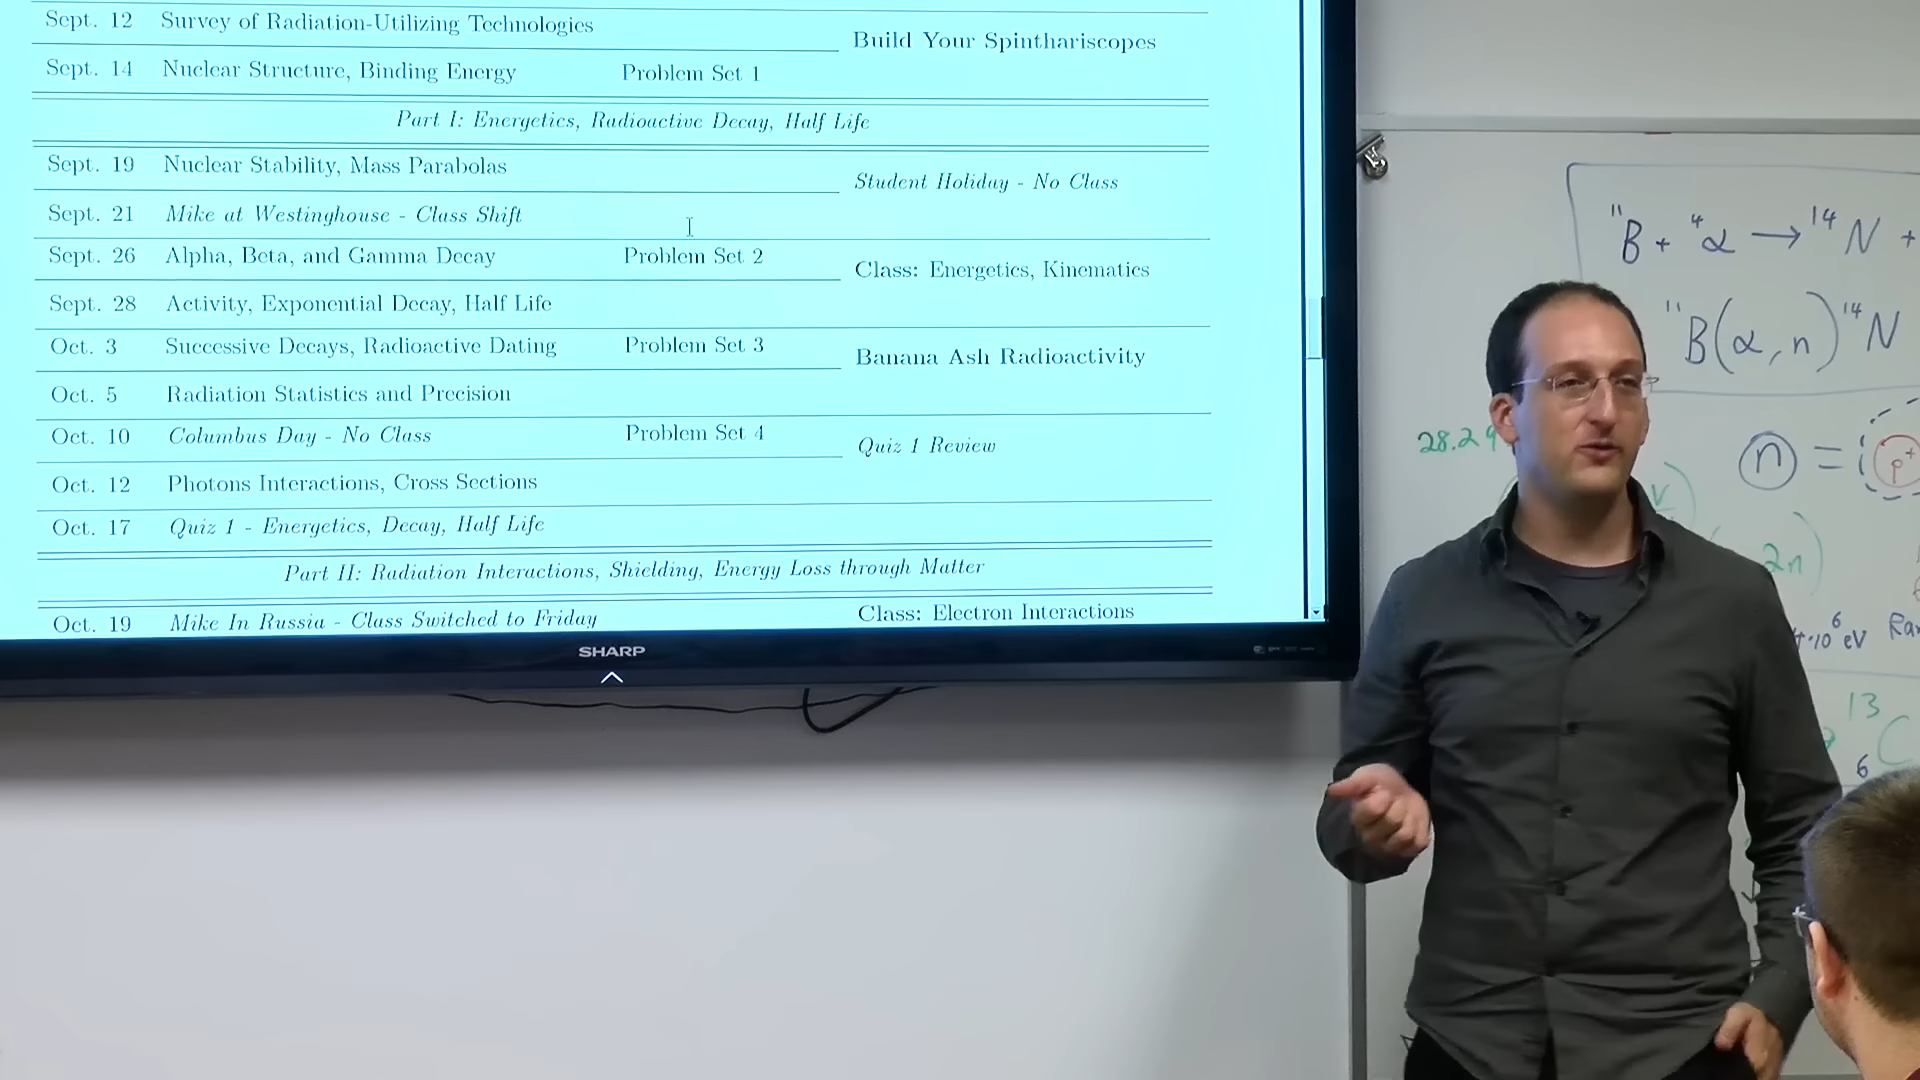 Sept. 12 Survey of Radiation-Utilizing Technologies
Build Your Spinthariscopes
Sept. 14 Nuclear Structure, Binding Energy Problem Set 1
Part I: Energetics, Radioactive Decay, Half Life
Sept. 19 Nuclear Stability, Mass Parabolas
Student Holiday - No Class
Sept. 21 Mike at Westinghouse - Class Shift
Sept. 26 Alpha, Beta, and Gamma Decay Problem Set 2
Class: Energetics, Kinematics
Sept. 28 Activity, Exponential Decay, Half Life
Oct. 3 Successive Decays, Radioactive Dating Problem Set 3
Banana Ash Radioactivity
Oct. 5 Radiation Statistics and Precision
Oct. 10 Columbus Day - No Class Problem Set 4
Quiz 1 Review
Oct. 12 Photons Interactions, Cross Sections
Oct. 17 Quiz 1 - Energetics, Decay, Half Life
Part II: Radiation Interactions, Shielding, Energy Loss through Matter
Oct. 19 Mike In Russia - Class Switched to Friday Class: Electron Interactions
SHARP
¹¹B + ⁴α → ¹⁴N +
¹¹B(α, n)¹⁴N
28.29
n = p⁺
2n)
·10⁶ eV
¹³C
6